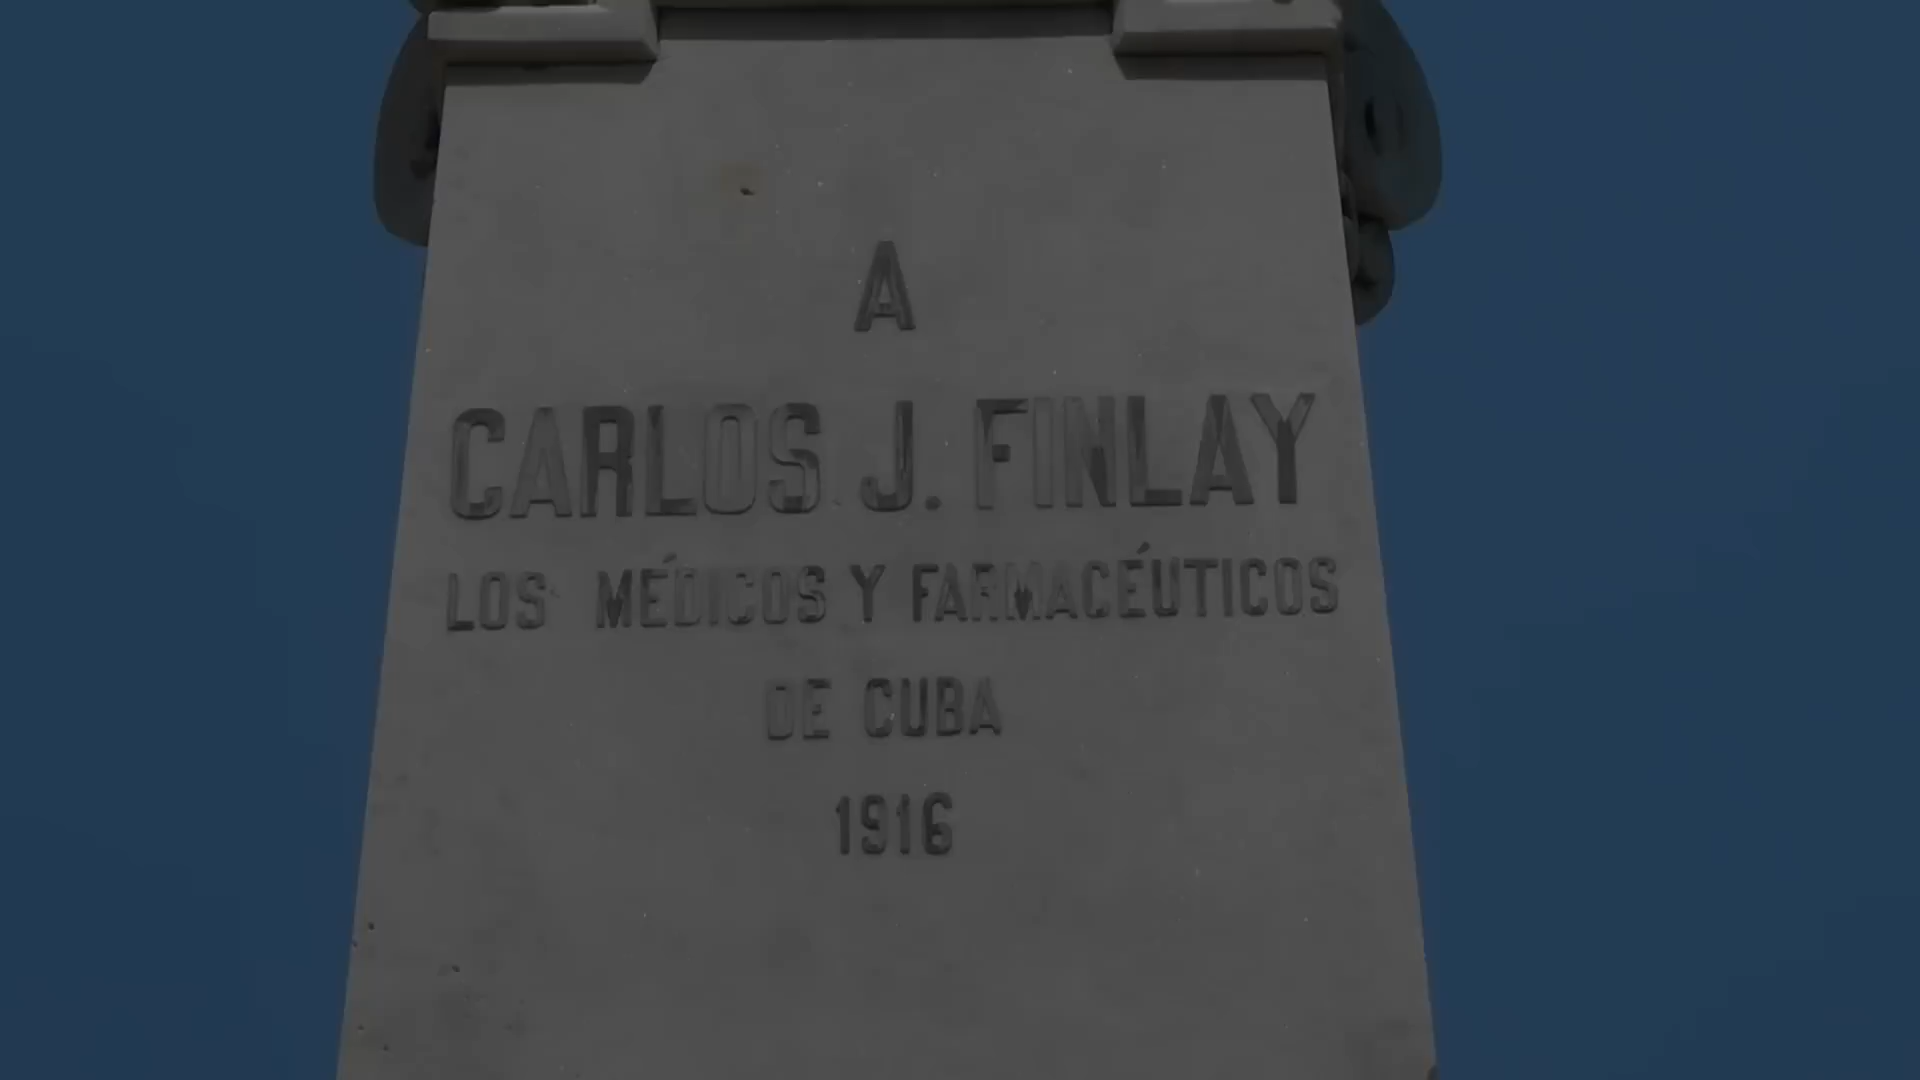 A
CARLOS J. FINLAY
LOS MÉDICOS Y FARMACÉUTICOS
DE CUBA
1916